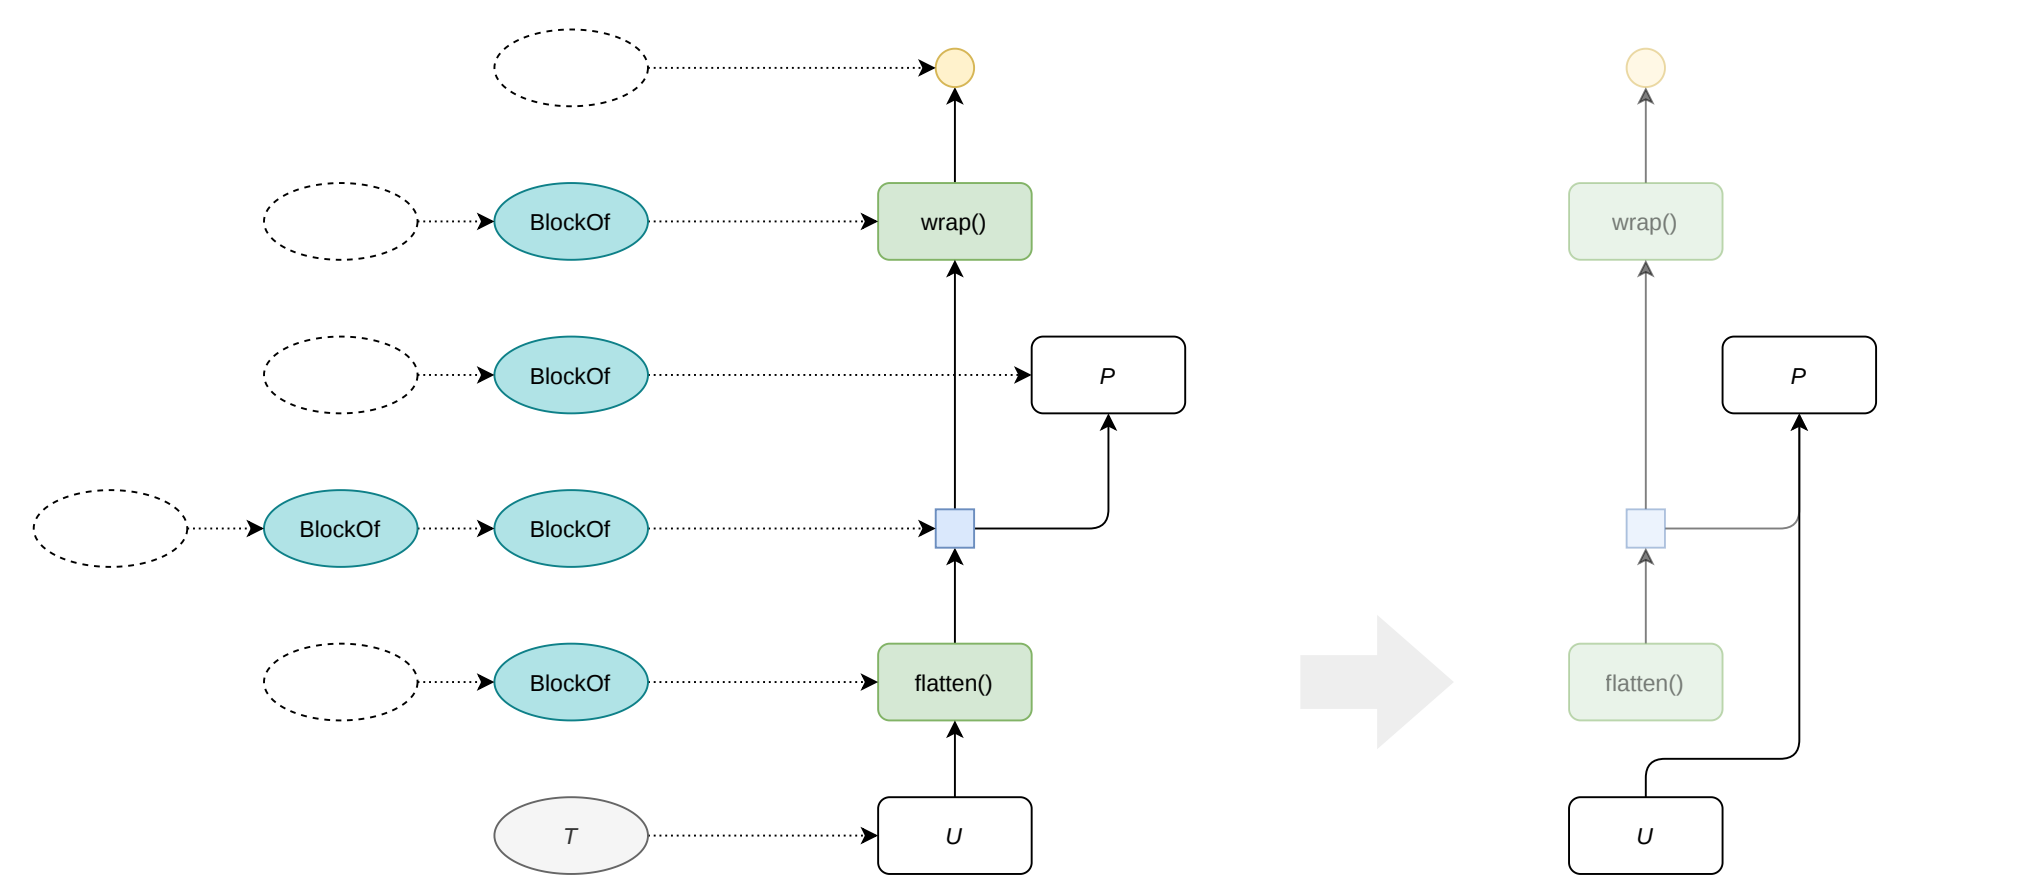 BlockOf
wrap()
wrap()
BlockOf
P
P
BlockOf
BlockOf
BlockOf
flatten()
flatten()
T
U
U